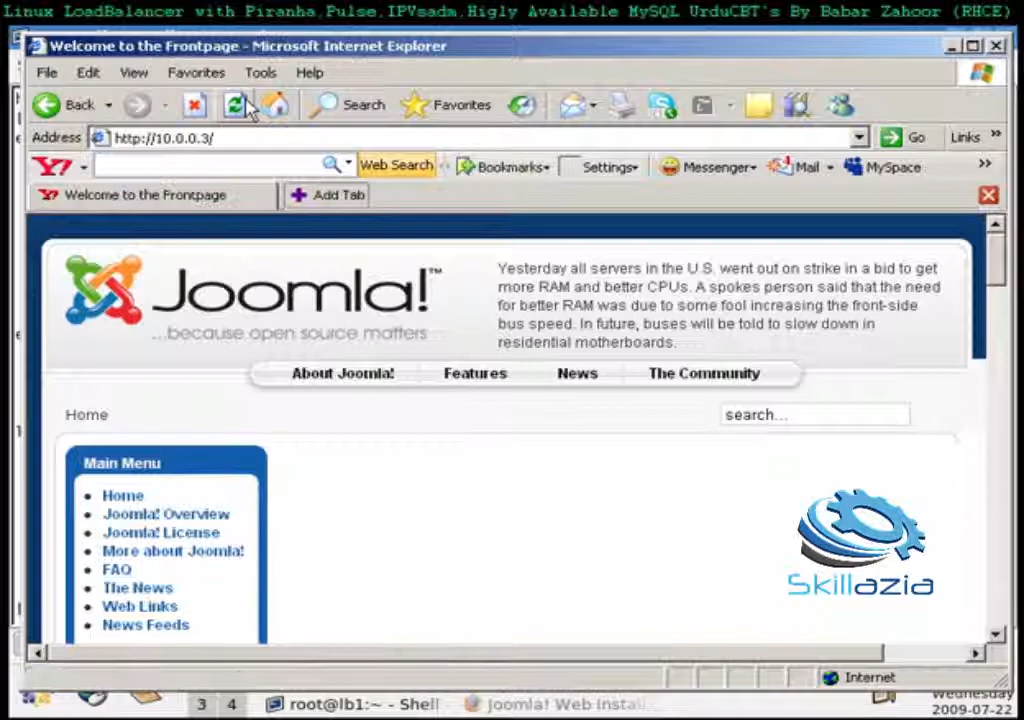 Linux LoadBalancer with Piranha,Pulse,IPVsadm,Higly Available MySQL UrduCBT's By Babar Zahoor (RHCE)
Welcome to the Frontpage - Microsoft Internet Explorer
File Edit View Favorites Tools Help
Back Search Favorites
Address http://10.0.0.3/ Go Links »
Y! Web Search Bookmarks Settings Messenger Mail MySpace »
Y! Welcome to the Frontpage Add Tab
Joomla!™
...because open source matters
Yesterday all servers in the U.S. went out on strike in a bid to get
more RAM and better CPUs. A spokes person said that the need
for better RAM was due to some fool increasing the front-side
bus speed. In future, buses will be told to slow down in
residential motherboards.
About Joomla! Features News The Community
Home search...
Main Menu
Home
Joomla! Overview
Joomla! License
More about Joomla!
FAQ
The News
Web Links
News Feeds
Skillazia
Internet
3 4 root@lb1:~ - Shell Joomla! Web Instal
Wednesday
2009-07-22